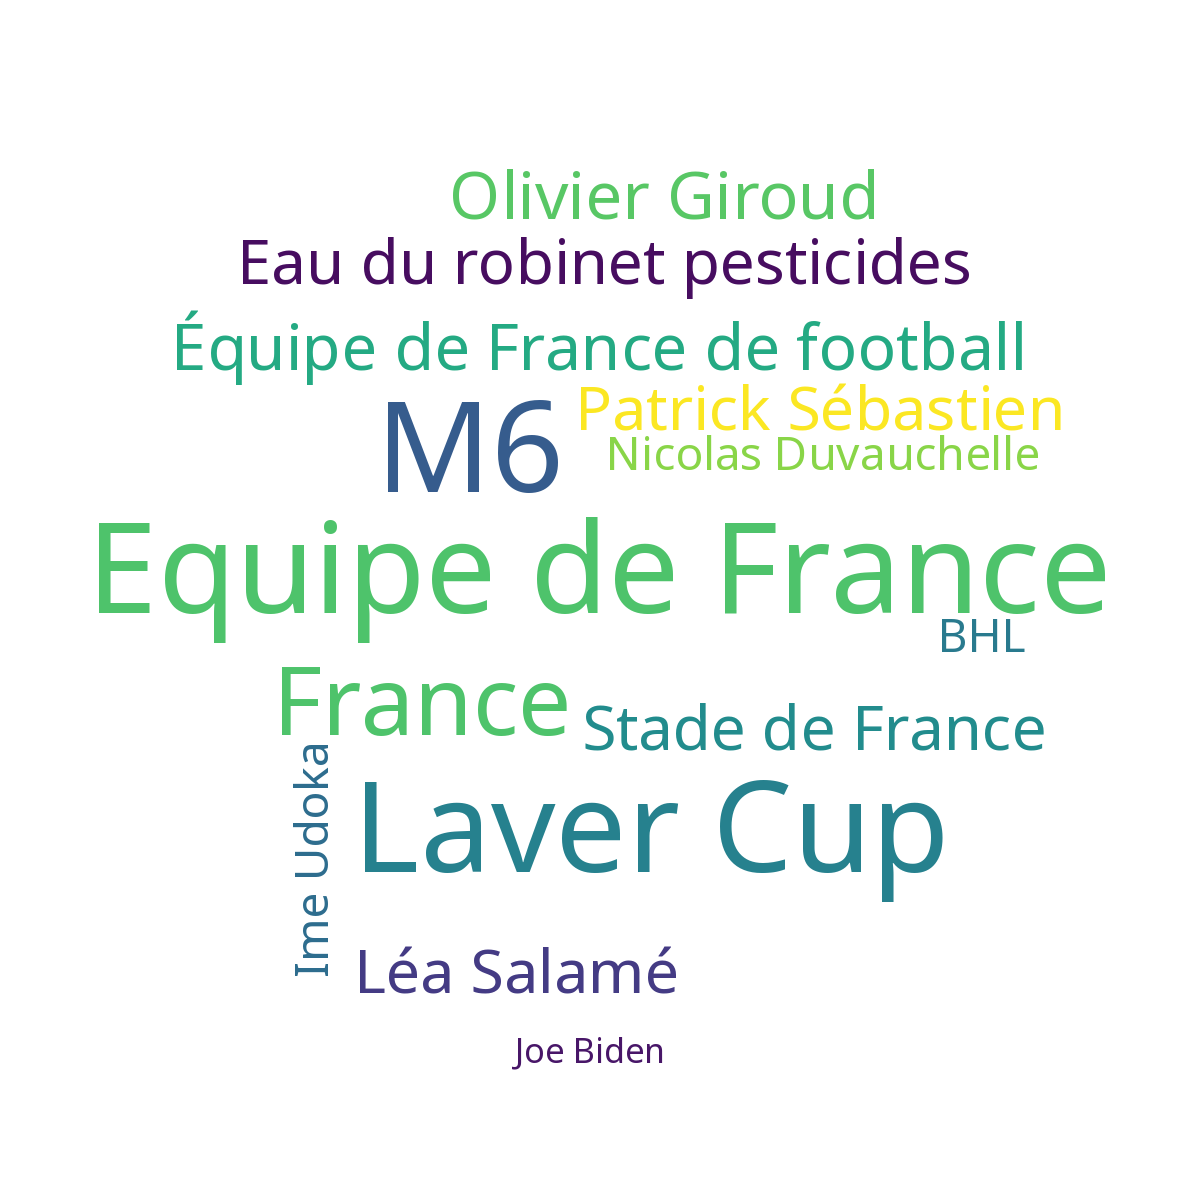 Olivier Giroud
Eau du robinet pesticides
Équipe de France de football
M6
Patrick Sébastien
Nicolas Duvauchelle
Equipe de France
BHL
France
Stade de France
Ime Udoka
Laver Cup
Léa Salamé
Joe Biden